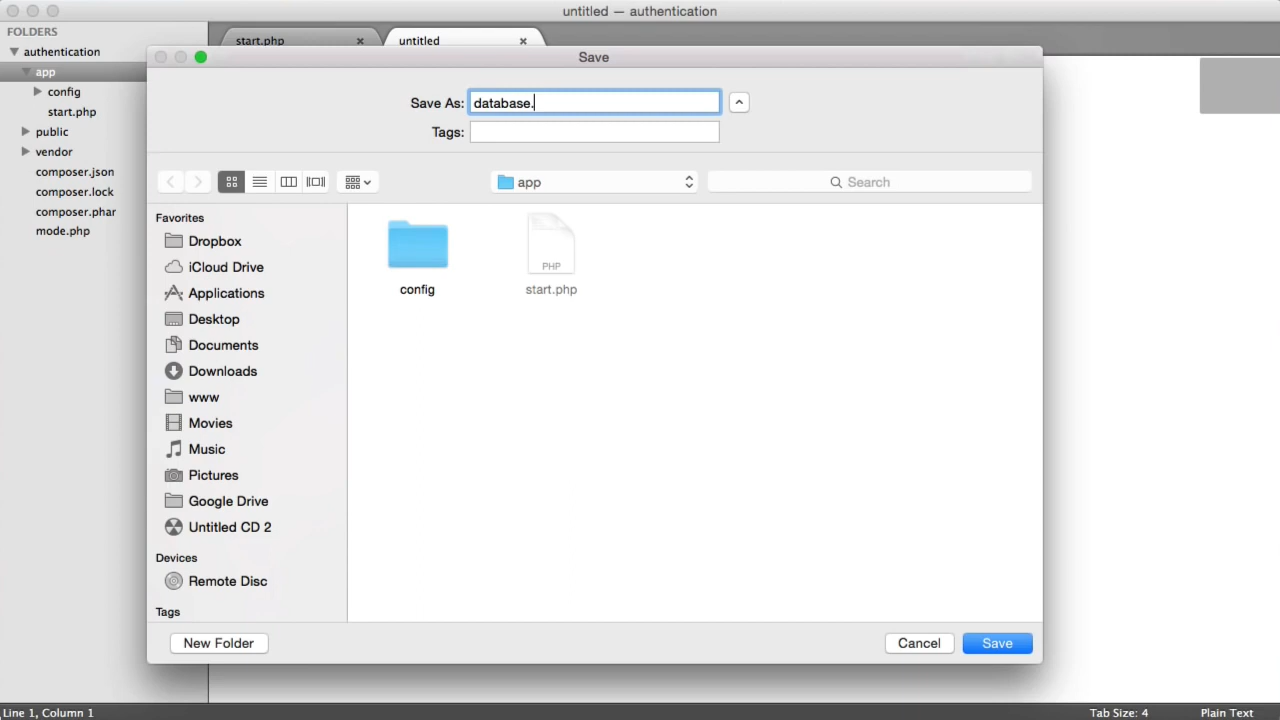 untitled — authentication
FOLDERS
authentication
app
config
start.php
public
vendor
composer.json
composer.lock
composer.phar
mode.php
start.php ×
untitled ×
Save
Save As: database.
Tags:
app
Search
Favorites
Dropbox
iCloud Drive
Applications
Desktop
Documents
Downloads
www
Movies
Music
Pictures
Google Drive
Untitled CD 2
Devices
Remote Disc
Tags
config
PHP
start.php
New Folder
Cancel
Save
Line 1, Column 1
Tab Size: 4
Plain Text